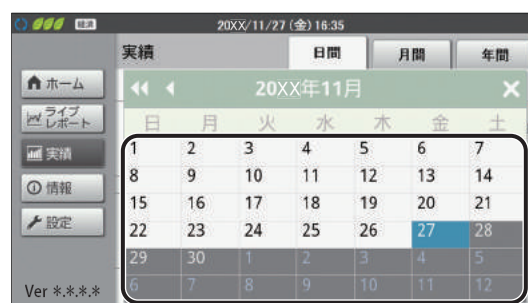 経済 20XX/11/27 (金) 16:35
実績 日間 月間 年間
ホーム
ライブレポート
実績
情報
設定
Ver *.*.*.*
20XX年11月
日 月 火 水 木 金 土
1 2 3 4 5 6 7
8 9 10 11 12 13 14
15 16 17 18 19 20 21
22 23 24 25 26 27 28
29 30 1 2 3 4 5
6 7 8 9 10 11 12